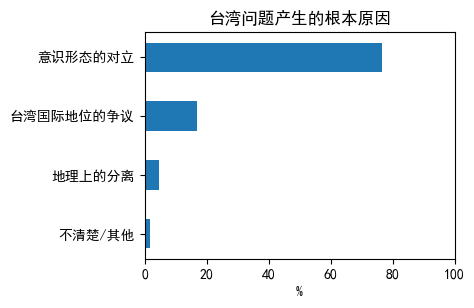 台湾问题产生的根本原因
意识形态的对立
台湾国际地位的争议
地理上的分离
不清楚/其他
0 20 40 60 80 100
%